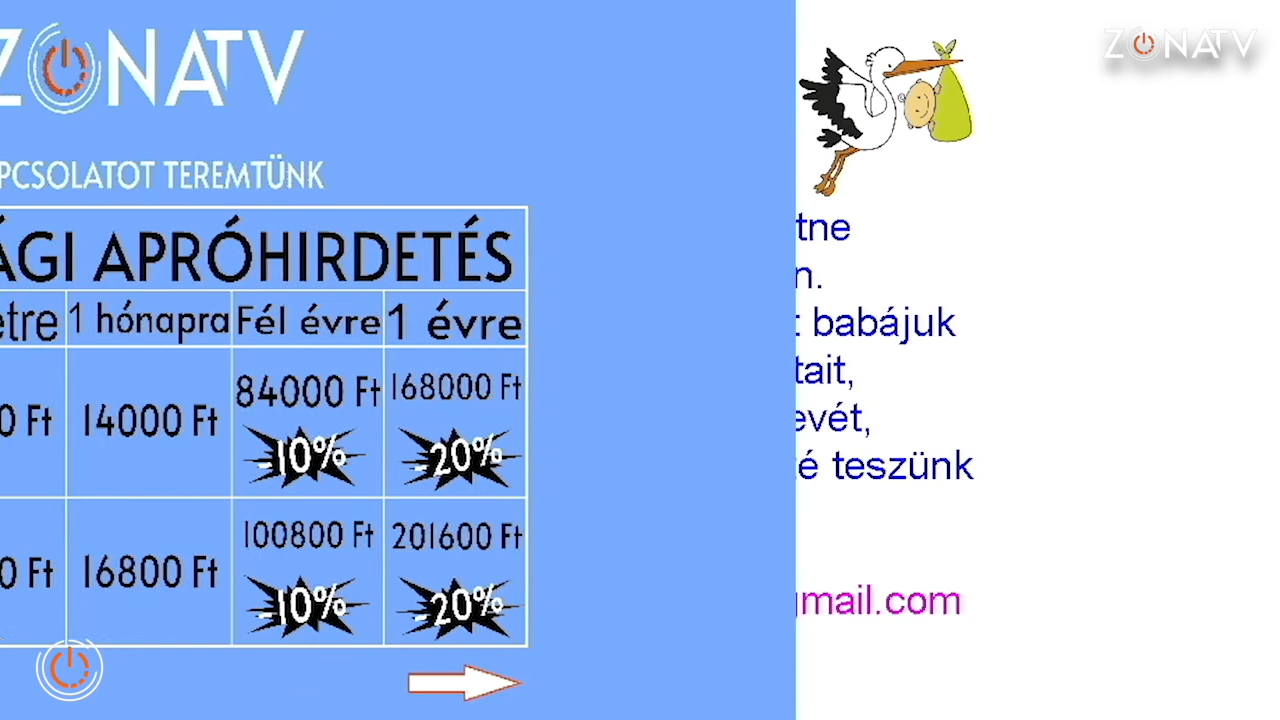 ZONATV
PCSOLATOT TEREMTÜNK
ÁGI APRÓHIRDETÉS
etre 1 hónapra Fél évre 1 évre
0 Ft 14000 Ft 84000 Ft 168000 Ft
-10% -20%
0 Ft 16800 Ft 100800 Ft 201600 Ft
-10% -20%
ZONATV
tne
n.
t babájuk
tait,
evét,
é teszünk
gmail.com